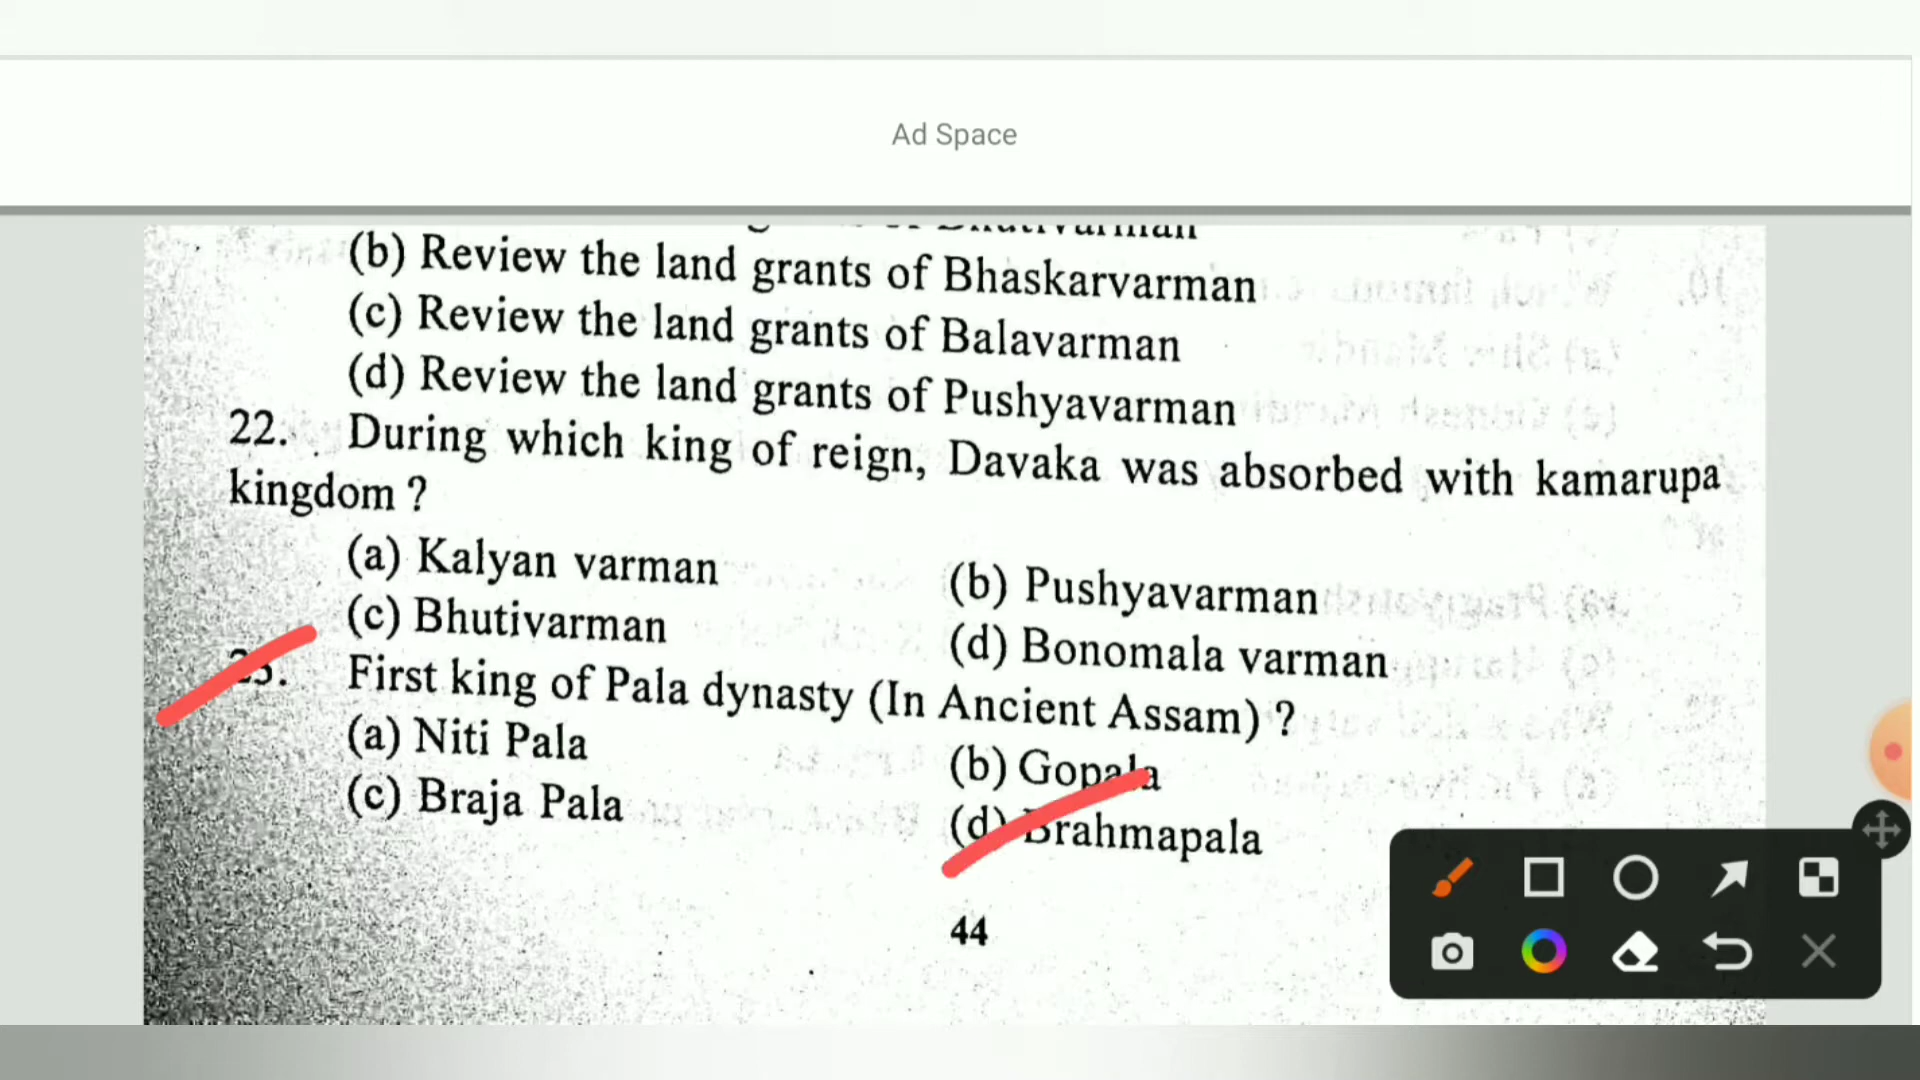 Ad Space
(b) Review the land grants of Bhaskarvarman
(c) Review the land grants of Balavarman
(d) Review the land grants of Pushyavarman
22. During which king of reign, Davaka was absorbed with kamarupa
kingdom ?
(a) Kalyan varman (b) Pushyavarman
(c) Bhutivarman (d) Bonomala varman
23. First king of Pala dynasty (In Ancient Assam) ?
(a) Niti Pala (b) Gopala
(c) Braja Pala (d) Brahmapala
44